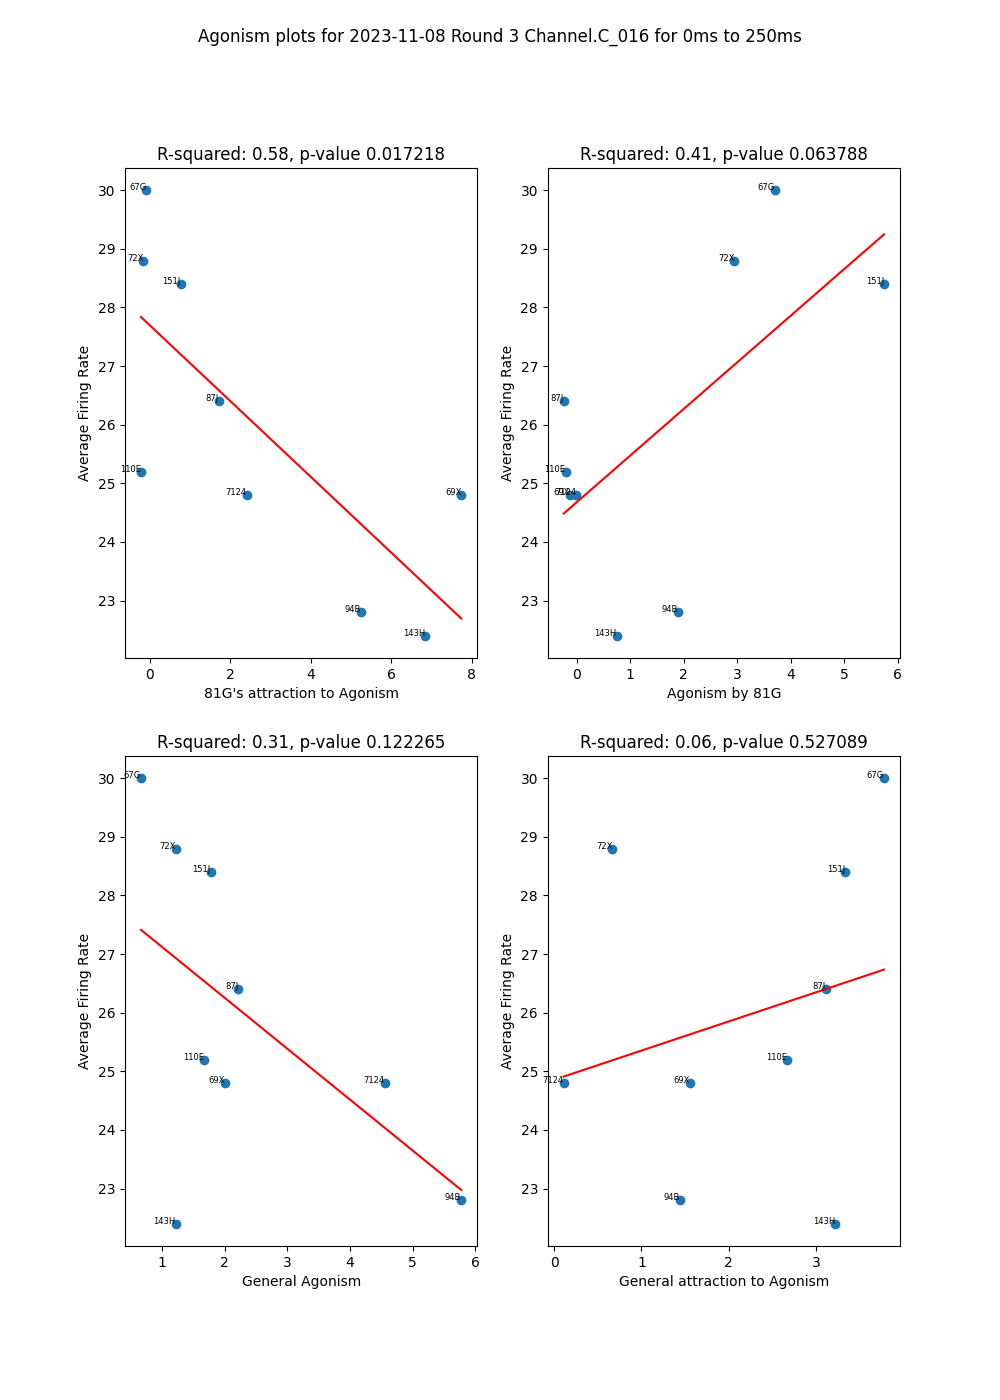 Agonism plots for 2023-11-08 Round 3 Channel.C_016 for 0ms to 250ms
R-squared: 0.58, p-value 0.017218
30
29
28
27
26
25
24
23
Average Firing Rate
67G
72X
151J
87J
110E
7124
69X
94B
143H
0 2 4 6 8
81G's attraction to Agonism
R-squared: 0.41, p-value 0.063788
30
29
28
27
26
25
24
23
Average Firing Rate
67G
72X
151J
87J
110E
69X
7124
94B
143H
0 1 2 3 4 5 6
Agonism by 81G
R-squared: 0.31, p-value 0.122265
30
29
28
27
26
25
24
23
Average Firing Rate
67G
72X
151J
87J
110E
69X
7124
94B
143H
1 2 3 4 5 6
General Agonism
R-squared: 0.06, p-value 0.527089
30
29
28
27
26
25
24
23
Average Firing Rate
67G
72X
151J
87J
110E
7124
69X
94B
143H
0 1 2 3
General attraction to Agonism